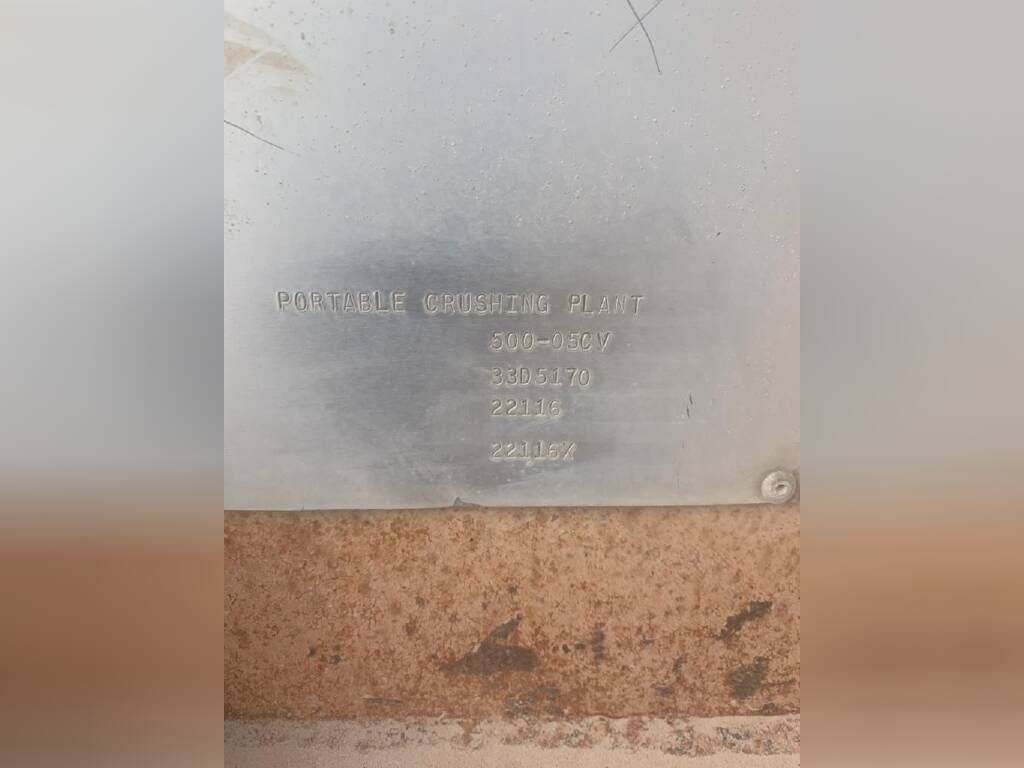 PORTABLE CRUSHING PLANT
500-05CV
33D5170
22116
22116X